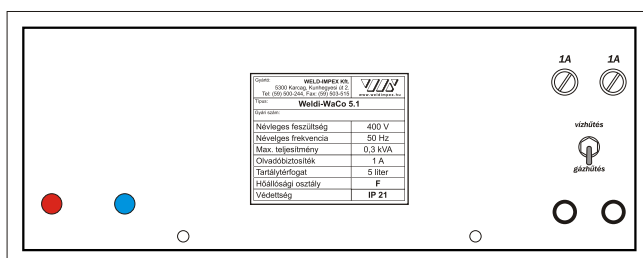 Gyártó: WELD-IMPEX Kft.
5300 Karcag, Kunhegyesi út 2.
Tel: (59) 500-244, Fax: (59) 503-515
www.weldimpex.hu
Típus: Weldi-WaCo 5.1
Gyári szám:
Névleges feszültség 400 V
Névelges frekvencia 50 Hz
Max. teljesítmény 0,3 kVA
Olvadóbiztosíték 1 A
Tartálytérfogat 5 liter
Hőállósági osztály F
Védettség IP 21
1A 1A
vízhűtés
gázhűtés